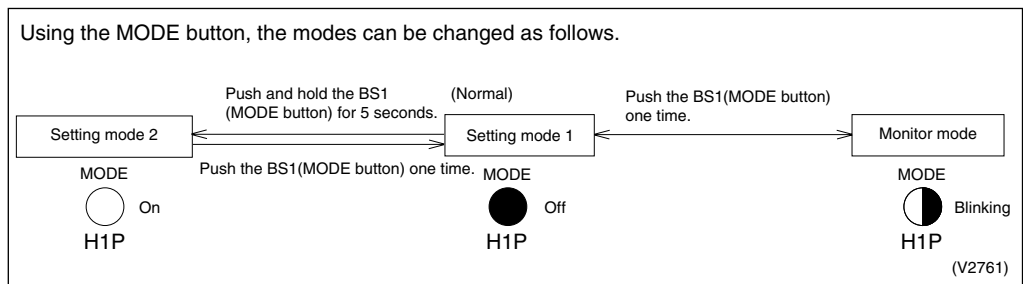 Using the MODE button, the modes can be changed as follows.
Push and hold the BS1
(MODE button) for 5 seconds.
(Normal)
Push the BS1(MODE button)
one time.
Setting mode 2
Setting mode 1
Monitor mode
Push the BS1(MODE button) one time.
MODE
On
H1P
MODE
Off
H1P
MODE
Blinking
H1P
(V2761)